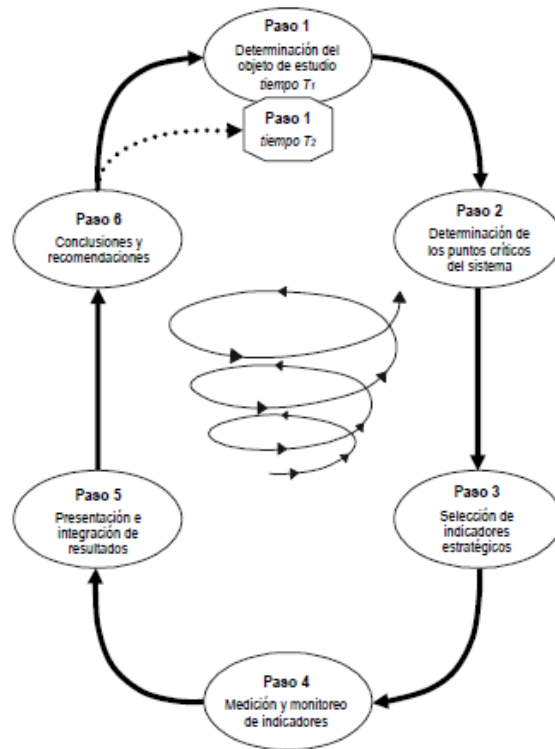 Paso 1
Determinación del
objeto de estudio
tiempo T₁
Paso 1
tiempo T₂
Paso 2
Determinación de
los puntos críticos
del sistema
Paso 3
Selección de
indicadores
estratégicos
Paso 4
Medición y monitoreo
de indicadores
Paso 5
Presentación e
integración de
resultados
Paso 6
Conclusiones y
recomendaciones